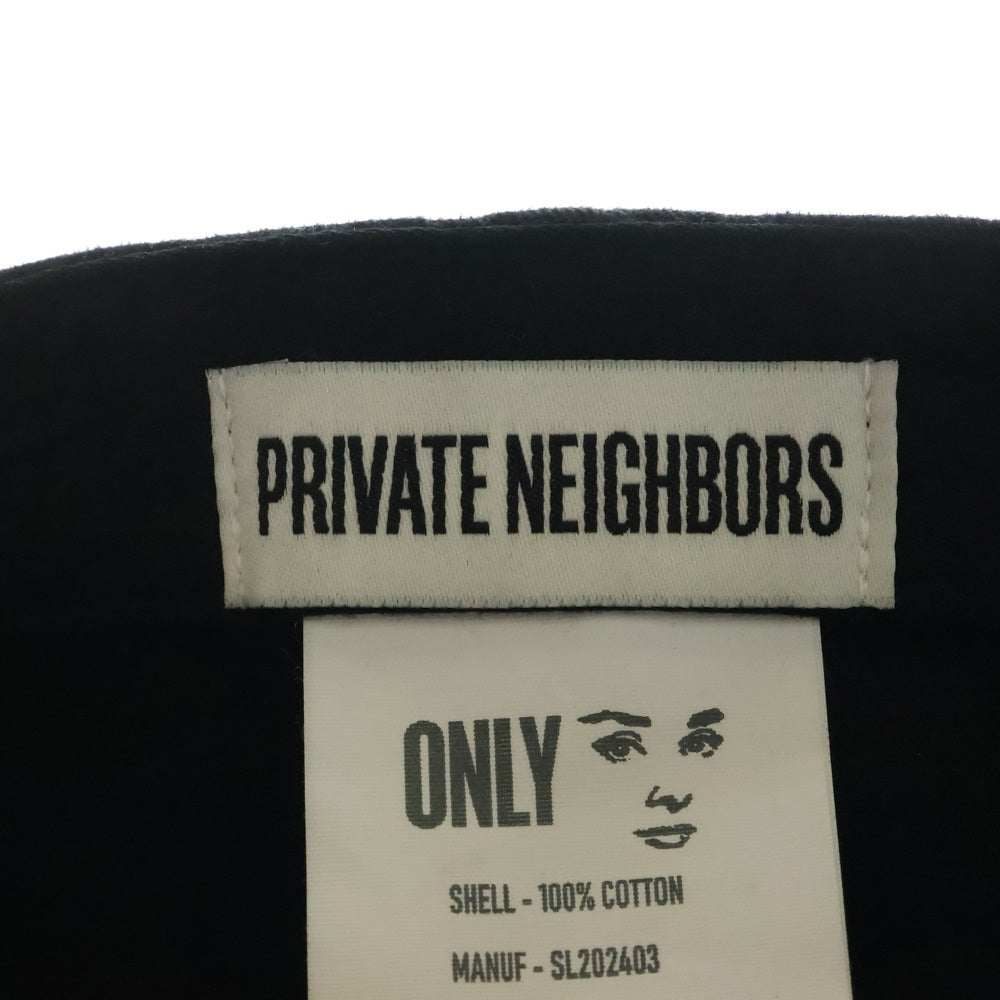 PRIVATE NEIGHBORS
ONLY
SHELL - 100% COTTON
MANUF - SL202403